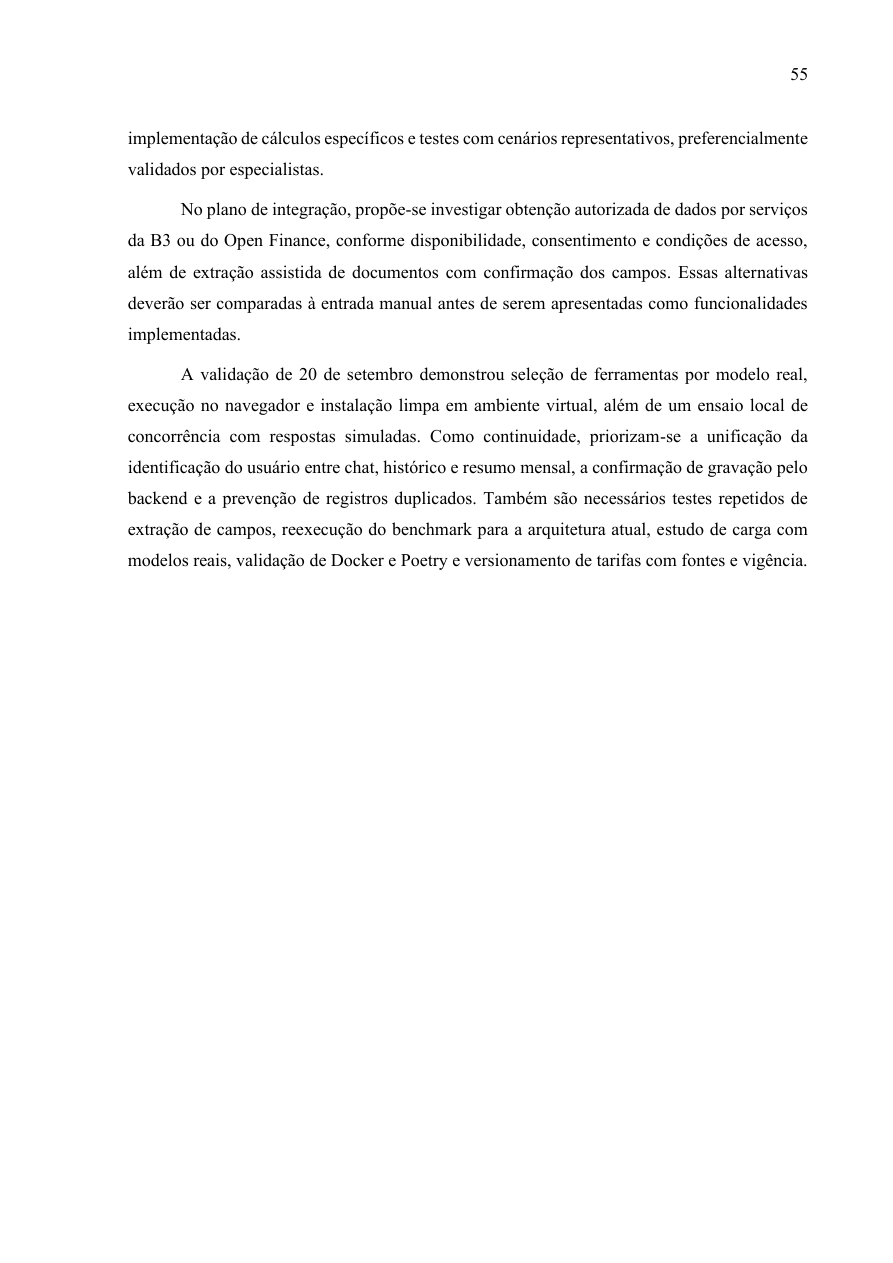 55
implementação de cálculos específicos e testes com cenários representativos, preferencialmente
validados por especialistas.
No plano de integração, propõe-se investigar obtenção autorizada de dados por serviços
da B3 ou do Open Finance, conforme disponibilidade, consentimento e condições de acesso,
além de extração assistida de documentos com confirmação dos campos. Essas alternativas
deverão ser comparadas à entrada manual antes de serem apresentadas como funcionalidades
implementadas.
A validação de 20 de setembro demonstrou seleção de ferramentas por modelo real,
execução no navegador e instalação limpa em ambiente virtual, além de um ensaio local de
concorrência com respostas simuladas. Como continuidade, priorizam-se a unificação da
identificação do usuário entre chat, histórico e resumo mensal, a confirmação de gravação pelo
backend e a prevenção de registros duplicados. Também são necessários testes repetidos de
extração de campos, reexecução do benchmark para a arquitetura atual, estudo de carga com
modelos reais, validação de Docker e Poetry e versionamento de tarifas com fontes e vigência.